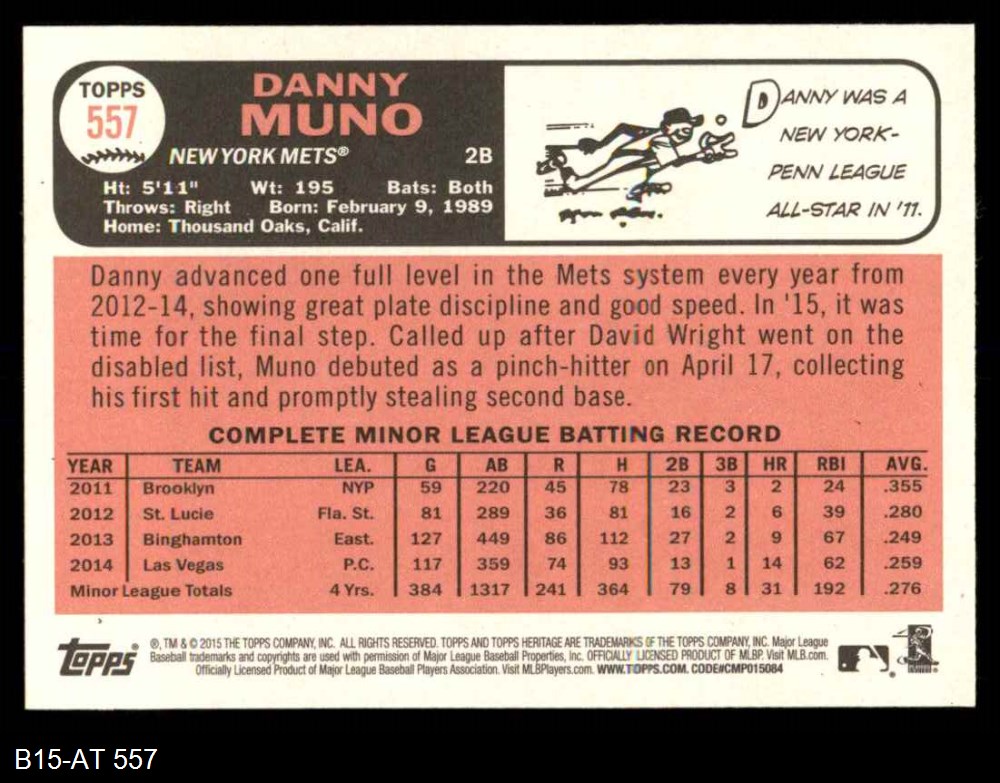 TOPPS
557
DANNY
MUNO
NEW YORK METS® 2B
Ht: 5'11" Wt: 195 Bats: Both
Throws: Right Born: February 9, 1989
Home: Thousand Oaks, Calif.
DANNY WAS A
NEW YORK-
PENN LEAGUE
ALL-STAR IN '11.
Danny advanced one full level in the Mets system every year from
2012-14, showing great plate discipline and good speed. In '15, it was
time for the final step. Called up after David Wright went on the
disabled list, Muno debuted as a pinch-hitter on April 17, collecting
his first hit and promptly stealing second base.
COMPLETE MINOR LEAGUE BATTING RECORD
YEAR TEAM LEA. G AB R H 2B 3B HR RBI AVG.
2011 Brooklyn NYP 59 220 45 78 23 3 2 24 .355
2012 St. Lucie Fla. St. 81 289 36 81 16 2 6 39 .280
2013 Binghamton East. 127 449 86 112 27 2 9 67 .249
2014 Las Vegas P.C. 117 359 74 93 13 1 14 62 .259
Minor League Totals 4 Yrs. 384 1317 241 364 79 8 31 192 .276
Topps ®, TM & © 2015 THE TOPPS COMPANY, INC. ALL RIGHTS RESERVED. TOPPS AND TOPPS HERITAGE ARE TRADEMARKS OF THE TOPPS COMPANY, INC. Major League
Baseball trademarks and copyrights are used with permission of Major League Baseball Properties, Inc. OFFICIALLY LICENSED PRODUCT OF MLBP. Visit MLB.com.
Officially Licensed Product of Major League Baseball Players Association. Visit MLBPlayers.com. WWW.TOPPS.COM. CODE#CMP015084
B15-AT 557